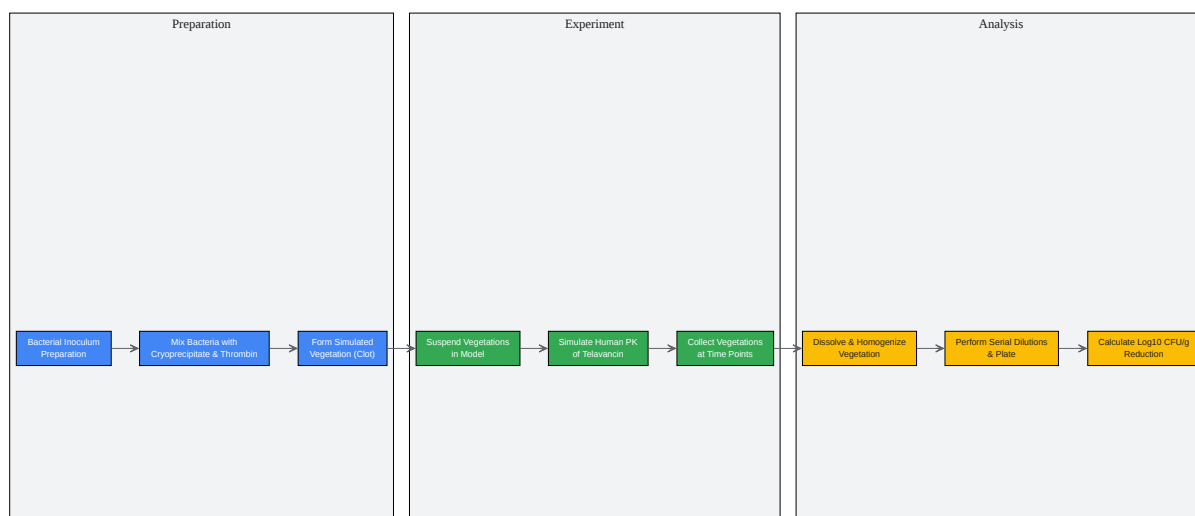 Preparation
Bacterial Inoculum
Preparation
Mix Bacteria with
Cryoprecipitate & Thrombin
Form Simulated
Vegetation (Clot)
Experiment
Suspend Vegetations
in Model
Simulate Human PK
of Telavancin
Collect Vegetations
at Time Points
Analysis
Dissolve & Homogenize
Vegetation
Perform Serial Dilutions
& Plate
Calculate Log10 CFU/g
Reduction